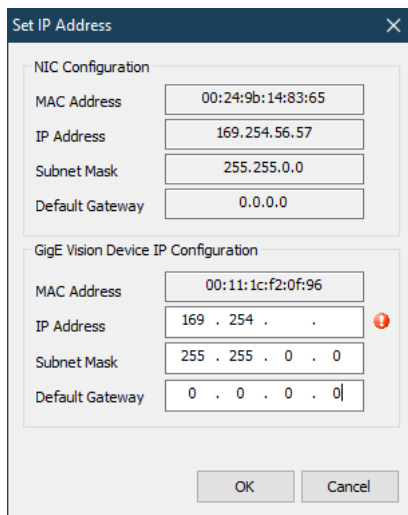 Set IP Address
NIC Configuration
MAC Address 00:24:9b:14:83:65
IP Address 169.254.56.57
Subnet Mask 255.255.0.0
Default Gateway 0.0.0.0
GigE Vision Device IP Configuration
MAC Address 00:11:1c:f2:0f:96
IP Address 169 . 254 . .
Subnet Mask 255 . 255 . 0 . 0
Default Gateway 0 . 0 . 0 . 0
OK Cancel